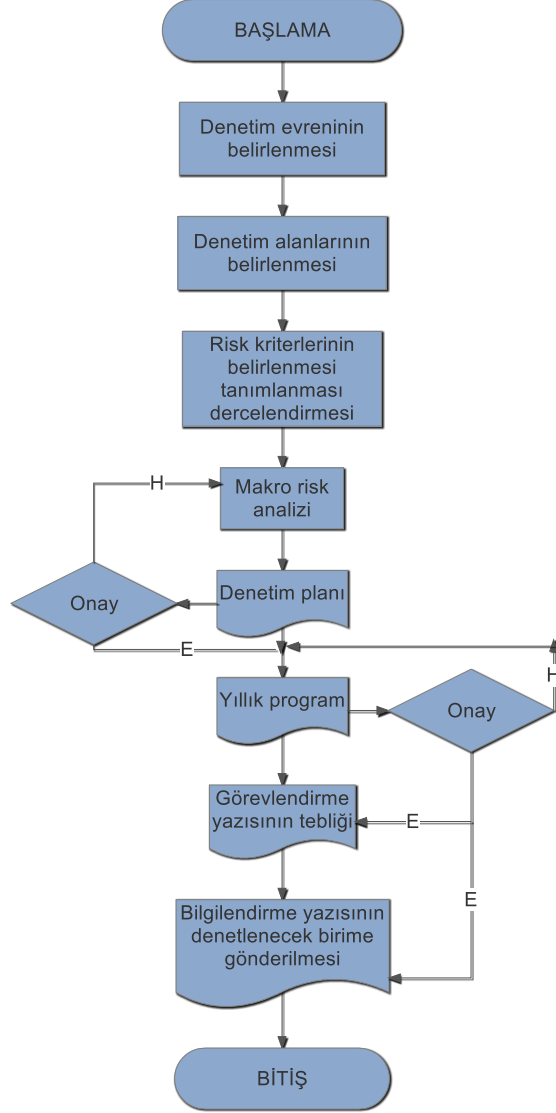 BAŞLAMA
Denetim evreninin
belirlenmesi
Denetim alanlarının
belirlenmesi
Risk kriterlerinin
belirlenmesi
tanımlanması
dercelendirmesi
H
Makro risk
analizi
Onay
Denetim planı
E
H
Yıllık program
Onay
Görevlendirme
yazısının tebliği
E
E
Bilgilendirme yazısının
denetlenecek birime
gönderilmesi
BİTİŞ